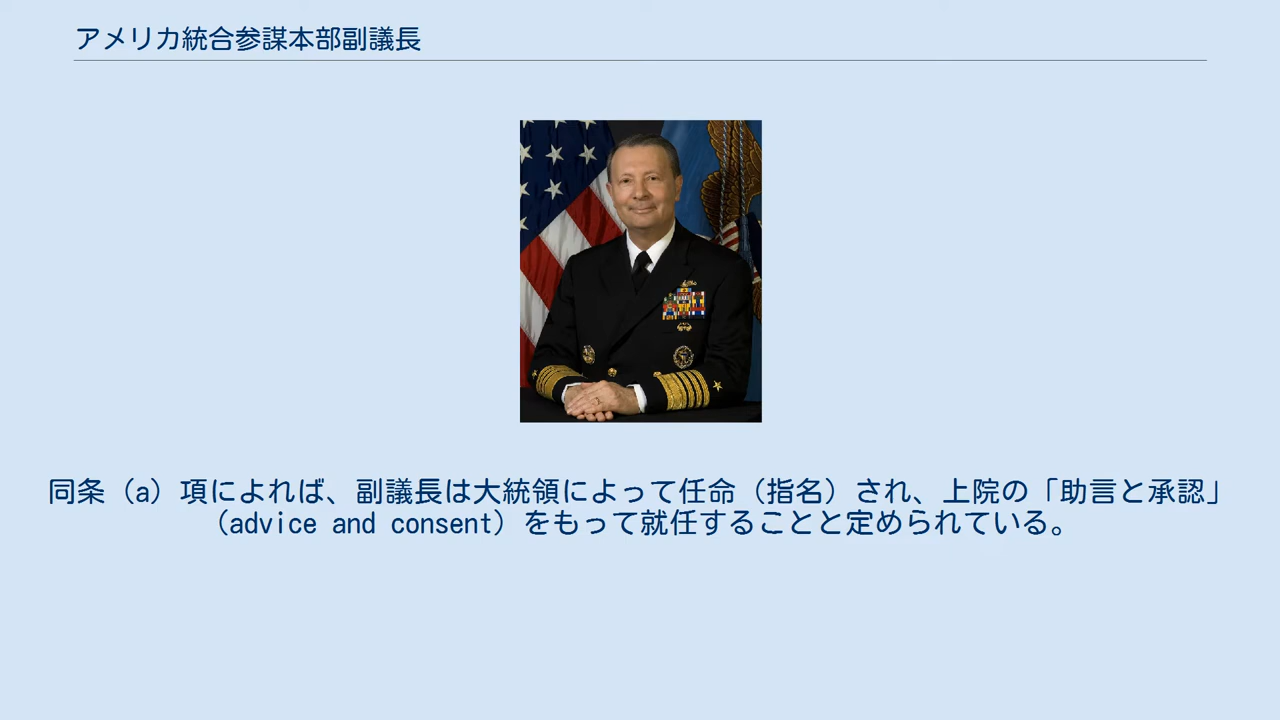 アメリカ統合参謀本部副議長
同条（a）項によれば、副議長は大統領によって任命（指名）され、上院の「助言と承認」
（advice and consent）をもって就任することと定められている。